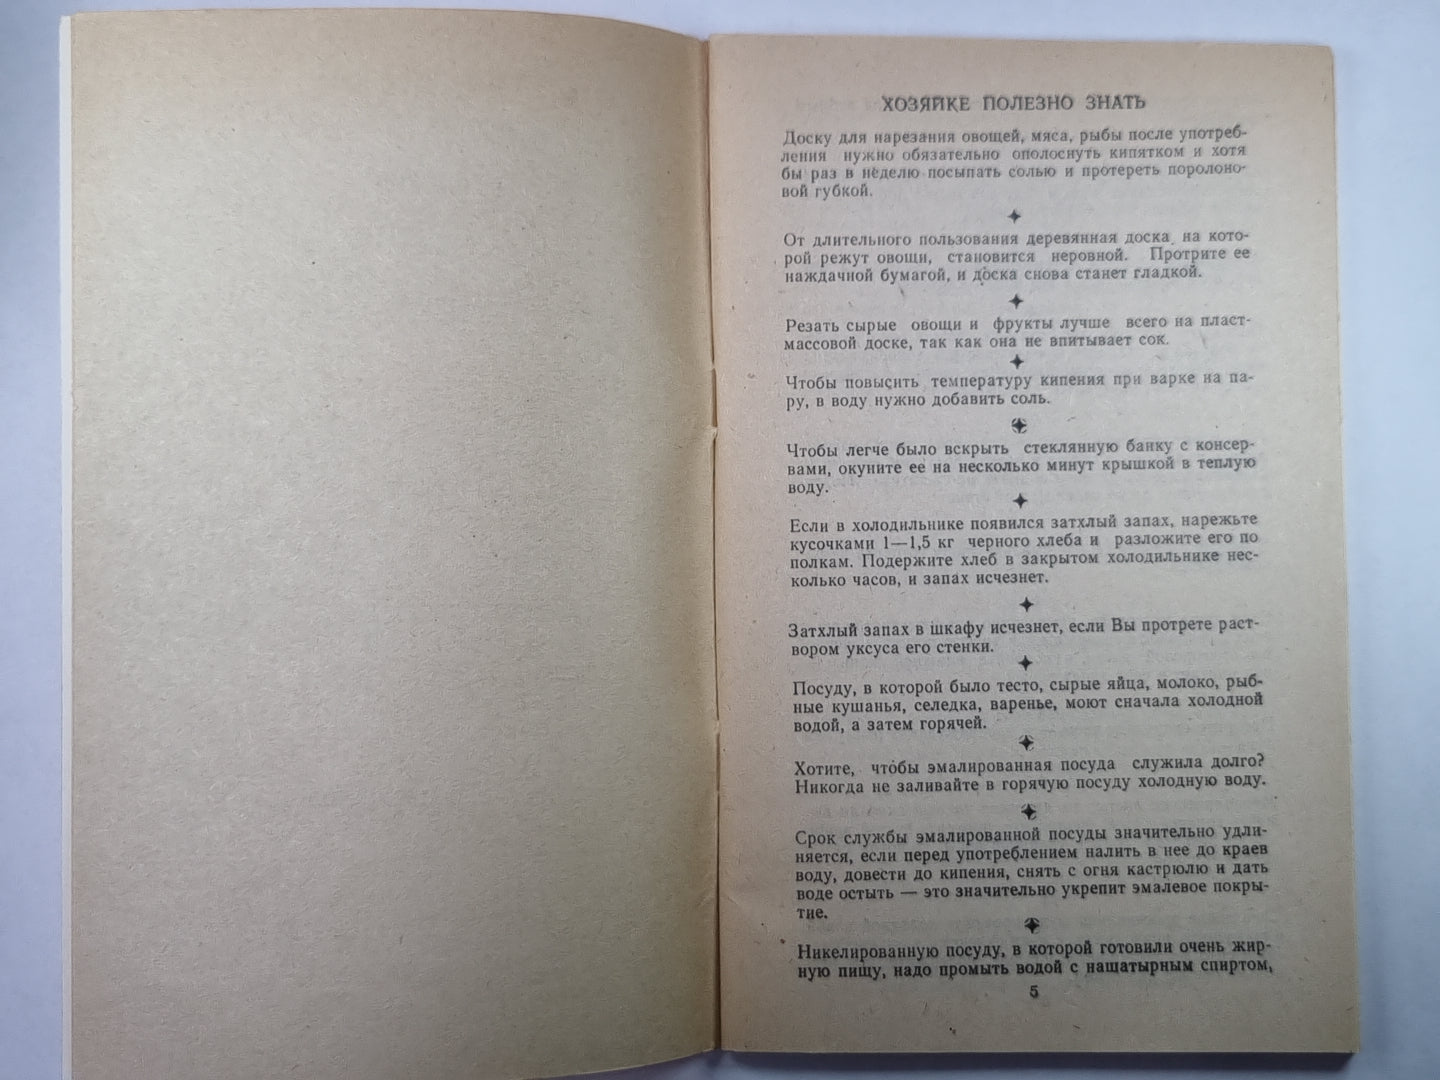 ХОЗЯЙКЕ ПОЛЕЗНО ЗНАТЬ
Доску для нарезания овощей, мяса, рыбы после употреб-
ления нужно обязательно ополоснуть кипятком и хотя
бы раз в неделю посыпать солью и протереть поролоно-
вой губкой.
От длительного пользования деревянная доска, на кото-
рой режут овощи, становится неровной. Протрите ее
наждачной бумагой, и доска снова станет гладкой.
Резать сырые овощи и фрукты лучше всего на пласт-
массовой доске, так как она не впитывает сок.
Чтобы повысить температуру кипения при варке на па-
ру, в воду нужно добавить соль.
Чтобы легче было вскрыть стеклянную банку с консер-
вами, окуните ее на несколько минут крышкой в теплую
воду.
Если в холодильнике появился затхлый запах, нарежьте
кусочками 1—1,5 кг черного хлеба и разложите его по
полкам. Подержите хлеб в закрытом холодильнике нес-
колько часов, и запах исчезнет.
Затхлый запах в шкафу исчезнет, если Вы протрете раст-
вором уксуса его стенки.
Посуду, в которой было тесто, сырые яйца, молоко, рыб-
ные кушанья, селедка, варенье, моют сначала холодной
водой, а затем горячей.
Хотите, чтобы эмалированная посуда служила долго?
Никогда не заливайте в горячую посуду холодную воду.
Срок службы эмалированной посуды значительно удли-
няется, если перед употреблением налить в нее до краев
воду, довести до кипения, снять с огня кастрюлю и дать
воде остыть — это значительно укрепит эмалевое покры-
тие.
Никелированную посуду, в которой готовили очень жир-
ную пищу, надо промыть водой с нашатырным спиртом,
5